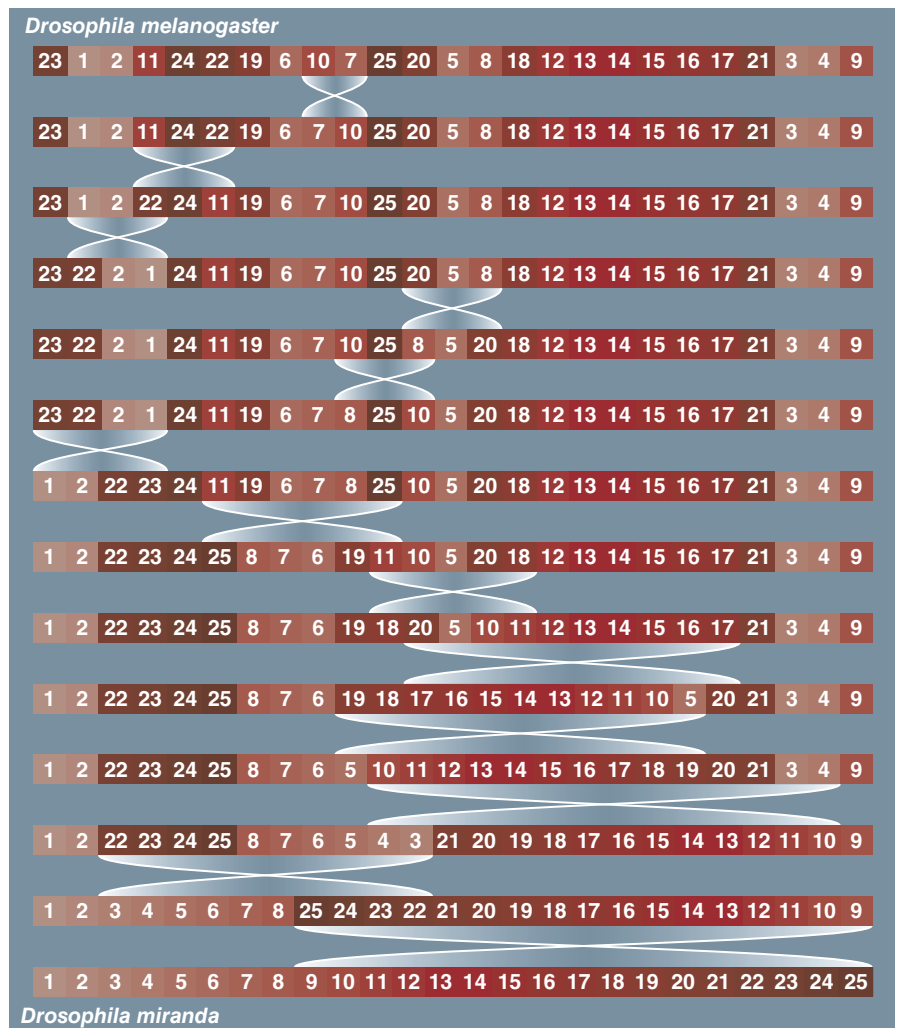 Drosophila melanogaster
23 1 2 11 24 22 19 6 10 7 25 20 5 8 18 12 13 14 15 16 17 21 3 4 9
23 1 2 11 24 22 19 6 7 10 25 20 5 8 18 12 13 14 15 16 17 21 3 4 9
23 1 2 22 24 11 19 6 7 10 25 20 5 8 18 12 13 14 15 16 17 21 3 4 9
23 22 2 1 24 11 19 6 7 10 25 20 5 8 18 12 13 14 15 16 17 21 3 4 9
23 22 2 1 24 11 19 6 7 10 25 8 5 20 18 12 13 14 15 16 17 21 3 4 9
23 22 2 1 24 11 19 6 7 8 25 10 5 20 18 12 13 14 15 16 17 21 3 4 9
1 2 22 23 24 11 19 6 7 8 25 10 5 20 18 12 13 14 15 16 17 21 3 4 9
1 2 22 23 24 25 8 7 6 19 11 10 5 20 18 12 13 14 15 16 17 21 3 4 9
1 2 22 23 24 25 8 7 6 19 18 20 5 10 11 12 13 14 15 16 17 21 3 4 9
1 2 22 23 24 25 8 7 6 19 18 17 16 15 14 13 12 11 10 5 20 21 3 4 9
1 2 22 23 24 25 8 7 6 5 10 11 12 13 14 15 16 17 18 19 20 21 3 4 9
1 2 22 23 24 25 8 7 6 5 4 3 21 20 19 18 17 16 15 14 13 12 11 10 9
1 2 3 4 5 6 7 8 25 24 23 22 21 20 19 18 17 16 15 14 13 12 11 10 9
1 2 3 4 5 6 7 8 9 10 11 12 13 14 15 16 17 18 19 20 21 22 23 24 25
Drosophila miranda